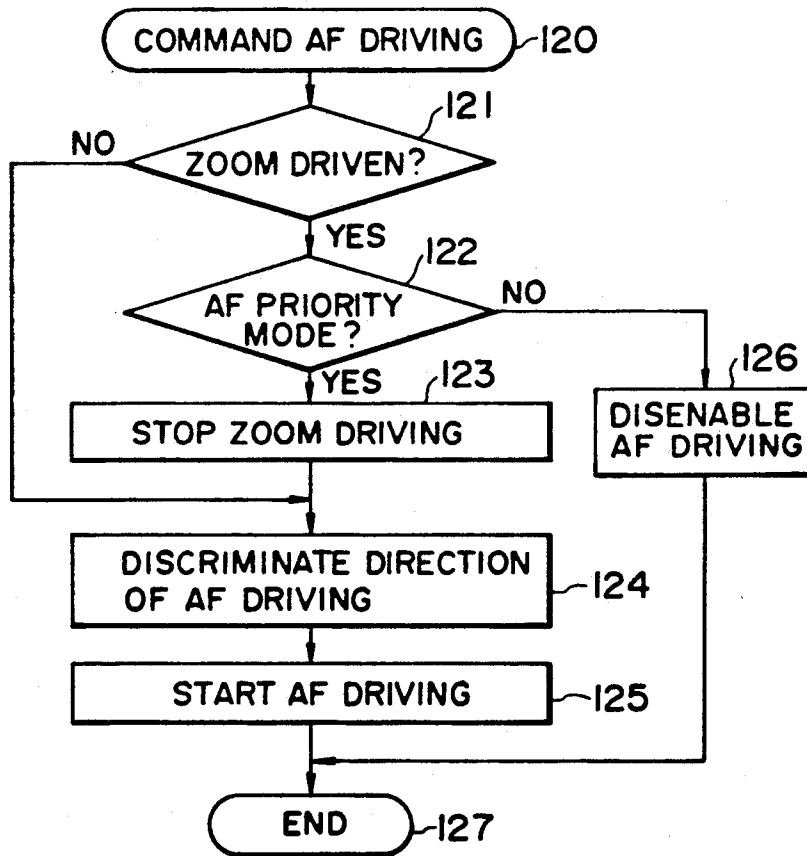 COMMAND AF DRIVING
120
121
NO
ZOOM DRIVEN?
YES
122
AF PRIORITY
MODE?
NO
YES
123
126
STOP ZOOM DRIVING
DISENABLE
AF DRIVING
DISCRIMINATE DIRECTION
OF AF DRIVING
124
START AF DRIVING
125
END
127